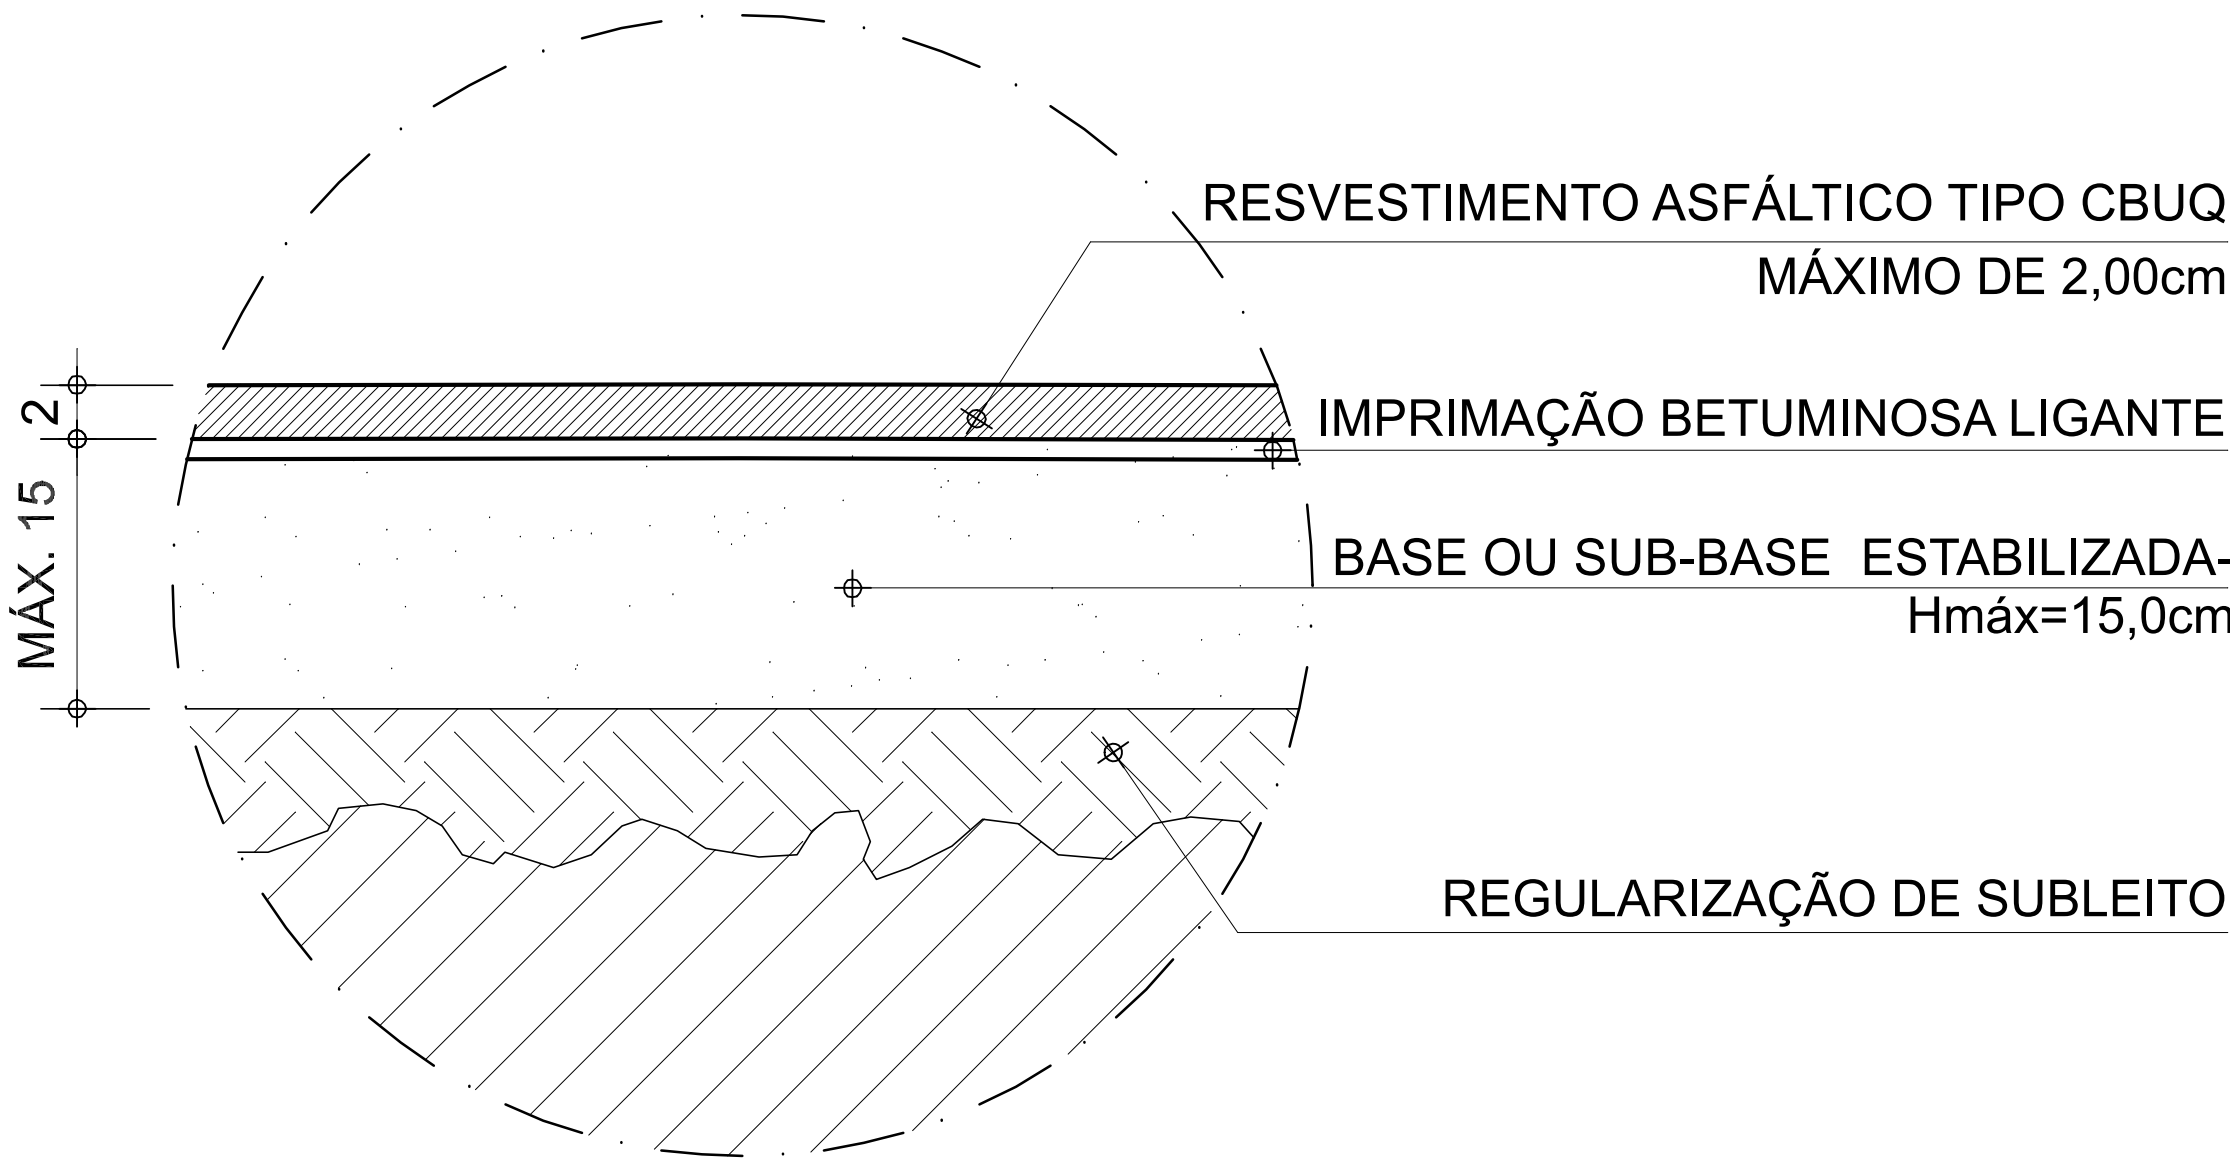 RESVESTIMENTO ASFÁLTICO TIPO CBUQ
MÁXIMO DE 2,00cm
2
IMPRIMAÇÃO BETUMINOSA LIGANTE
MÁX. 15
BASE OU SUB-BASE ESTABILIZADA-
Hmáx=15,0cm
REGULARIZAÇÃO DE SUBLEITO